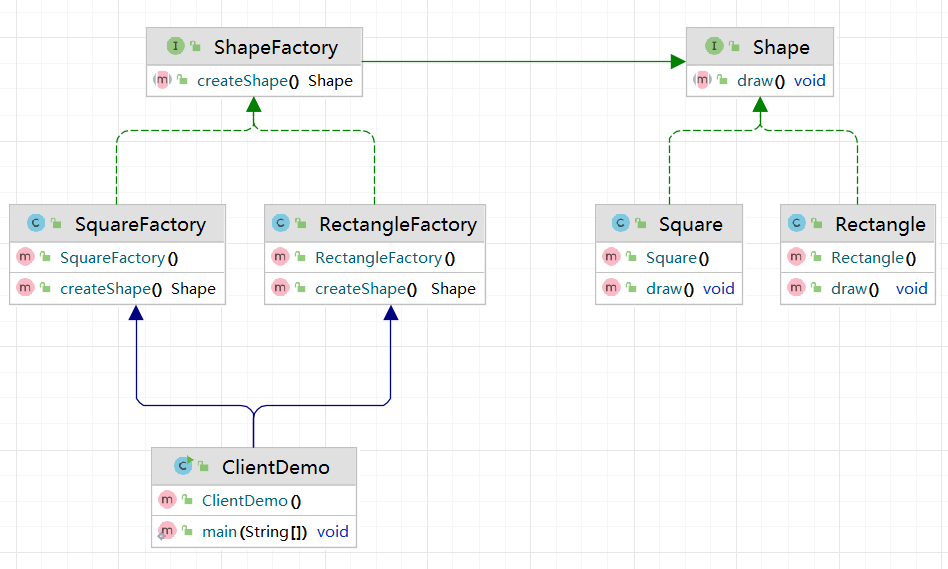 ShapeFactory
createShape() Shape
Shape
draw() void
SquareFactory
SquareFactory()
createShape() Shape
RectangleFactory
RectangleFactory()
createShape() Shape
Square
Square()
draw() void
Rectangle
Rectangle()
draw() void
ClientDemo
ClientDemo()
main(String[]) void